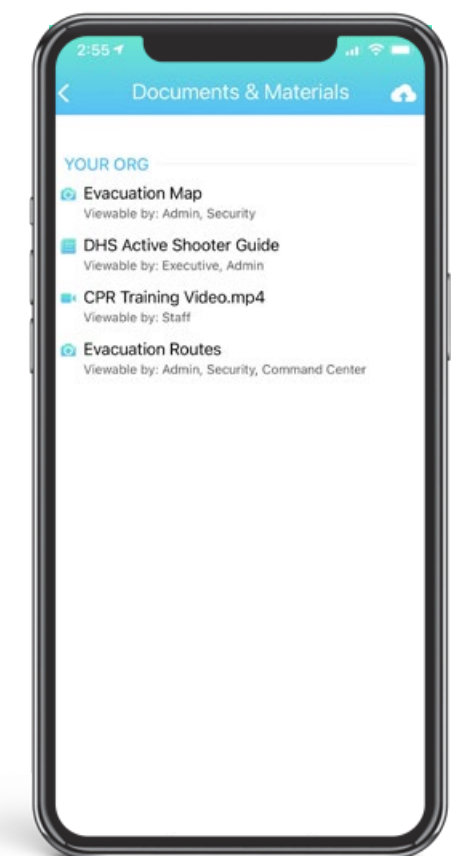 2:55
Documents & Materials
YOUR ORG
Evacuation Map
Viewable by: Admin, Security
DHS Active Shooter Guide
Viewable by: Executive, Admin
CPR Training Video.mp4
Viewable by: Staff
Evacuation Routes
Viewable by: Admin, Security, Command Center